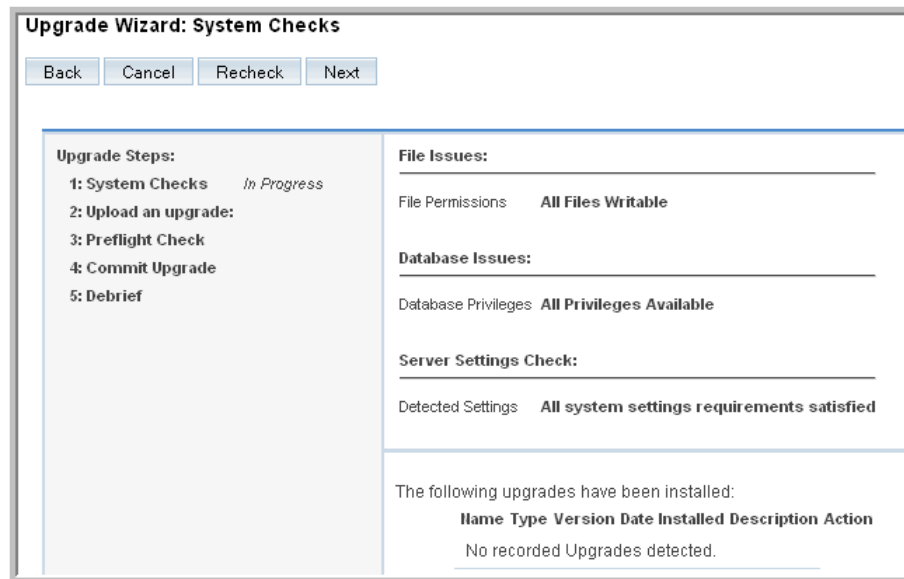 Upgrade Wizard: System Checks
Back Cancel Recheck Next
Upgrade Steps:
1: System Checks In Progress
2: Upload an upgrade:
3: Preflight Check
4: Commit Upgrade
5: Debrief
File Issues:
File Permissions All Files Writable
Database Issues:
Database Privileges All Privileges Available
Server Settings Check:
Detected Settings All system settings requirements satisfied
The following upgrades have been installed:
Name Type Version Date Installed Description Action
No recorded Upgrades detected.